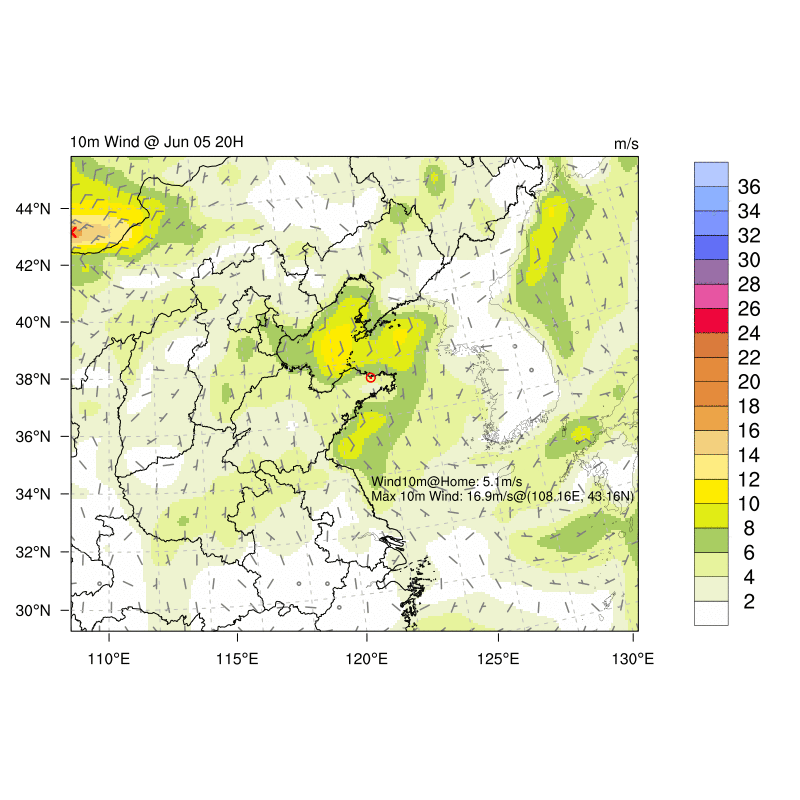 10m Wind @ Jun 05 20H
m/s
44°N
42°N
40°N
38°N
36°N
34°N
32°N
30°N
110°E
115°E
120°E
125°E
130°E
Wind10m@Home: 5.1m/s
Max 10m Wind: 16.9m/s@(108.16E, 43.16N)
36
34
32
30
28
26
24
22
20
18
16
14
12
10
8
6
4
2